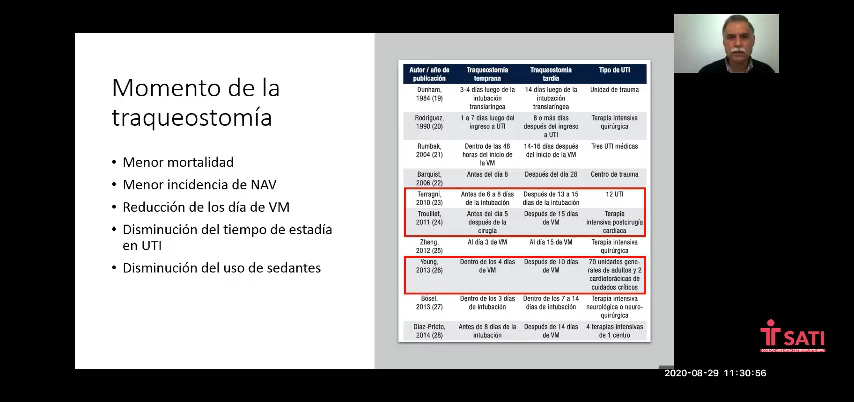 Momento de la
traqueostomía
• Menor mortalidad
• Menor incidencia de NAV
• Reducción de los día de VM
• Disminución del tiempo de estadía
en UTI
• Disminución del uso de sedantes
Autor / año de publicación Traqueostomía temprana Traqueostomía tardía Tipo de UTI
Dunham, 1984 (19) 3-4 días luego de la intubación translaríngea 14 días luego de la intubación translaríngea Unidad de trauma
Rodríguez, 1990 (20) 1 a 7 días luego del ingreso a UTI 8 o más días después del ingreso a UTI Terapia intensiva quirúrgica
Rumbak, 2004 (21) Dentro de las 48 horas del inicio de la VM 14-16 días después del inicio de la VM Tres UTI médicas
Barquist, 2006 (22) Antes del día 8 Después del día 28 Centro de trauma
Terragni, 2010 (23) Antes de 6 a 8 días de la intubación Después de 13 a 15 días de la intubación 12 UTI
Trouillet, 2011 (24) Antes del día 5 después de la cirugía Después de 15 días de VM Terapia intensiva postcirugía cardíaca
Zheng, 2012 (25) Al día 3 de VM Al día 15 de VM Terapia intensiva quirúrgica
Young, 2013 (26) Dentro de los 4 días de VM Después de 10 días de VM 70 unidades generales de adultos y 2 cardiotorácicas de cuidados críticos
Bösel, 2013 (27) Dentro de los 3 días de intubación Dentro de los 7 a 14 días de intubación Terapia intensiva neurológica o neuroquirúrgica
Díaz-Prieto, 2014 (28) Antes de 8 días de la intubación Después de 14 días de VM 4 terapias intensivas de 1 centro
SATI
2020-08-29 11:30:56